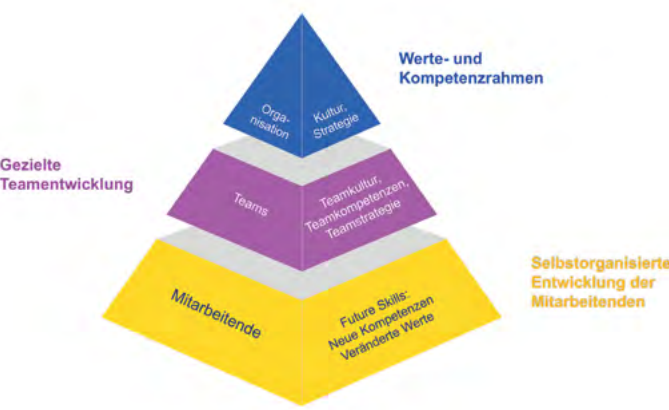 Werte- und
Kompetenzrahmen
Orga-
nisation
Kultur,
Strategie
Gezielte
Teamentwicklung
Teams
Teamkultur,
Teamkompetenzen,
Teamstrategie
Selbstorganisierte
Entwicklung der
Mitarbeitenden
Mitarbeitende
Future Skills:
Neue Kompetenzen
Veränderte Werte